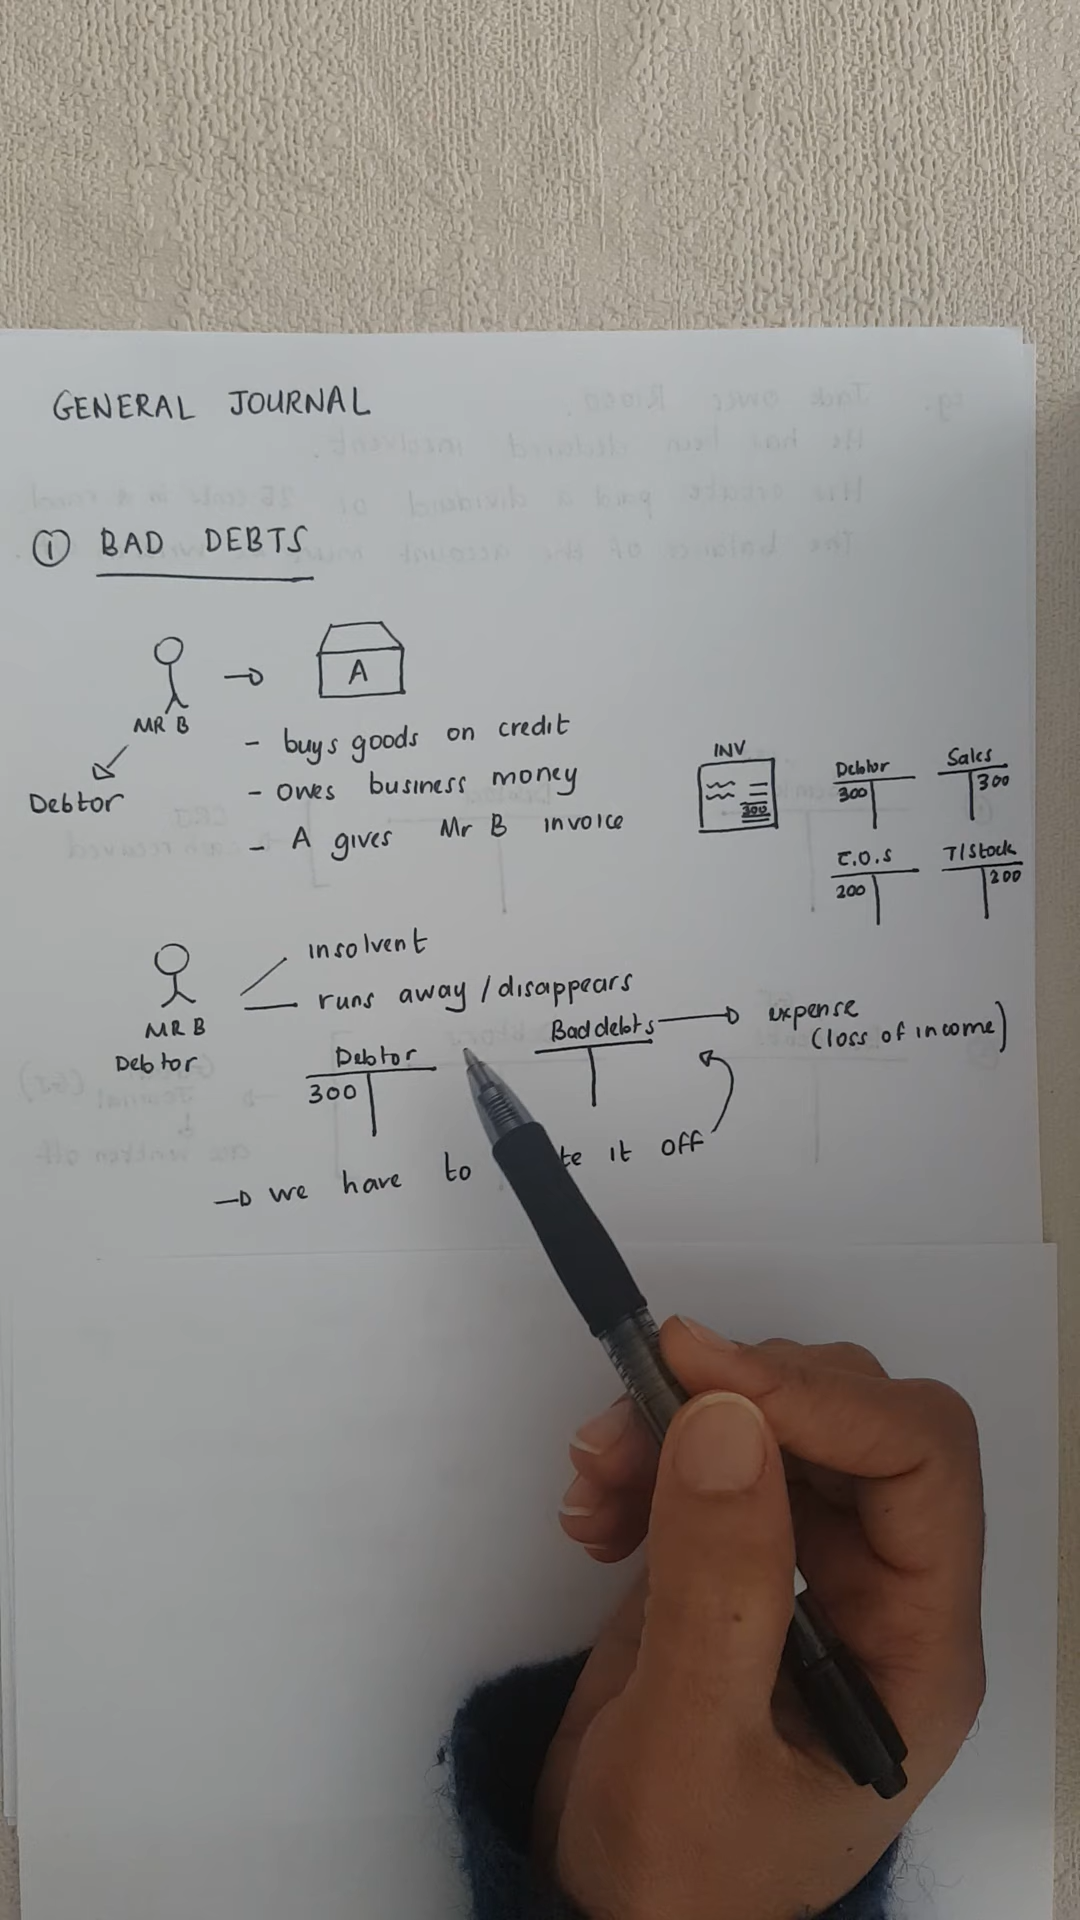 GENERAL JOURNAL
① BAD DEBTS
A
MR B
Debtor
- buys goods on credit
- owes business money
- A gives Mr B invoice
INV
300
Debtor
300
Sales
300
C.O.S
200
T/Stock
200
MR B
Debtor
insolvent
runs away / disappears
Debtor
300
Bad debts
expense
(loss of income)
we have to it off